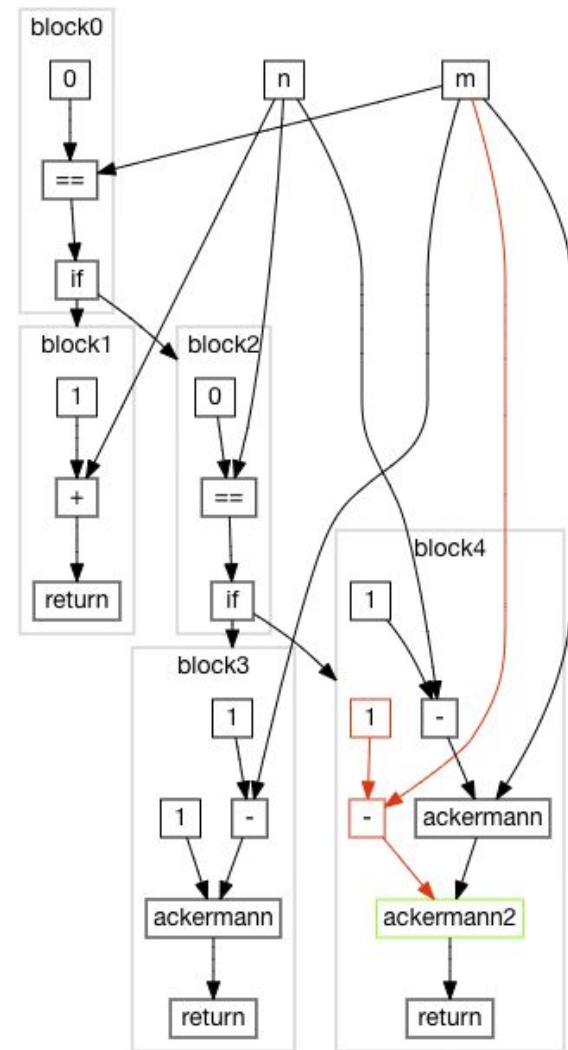 block0
0
n
m
==
if
block1
block2
1
0
+
==
block4
return
if
1
block3
1
1
-
1
-
-
ackermann
ackermann
ackermann2
return
return